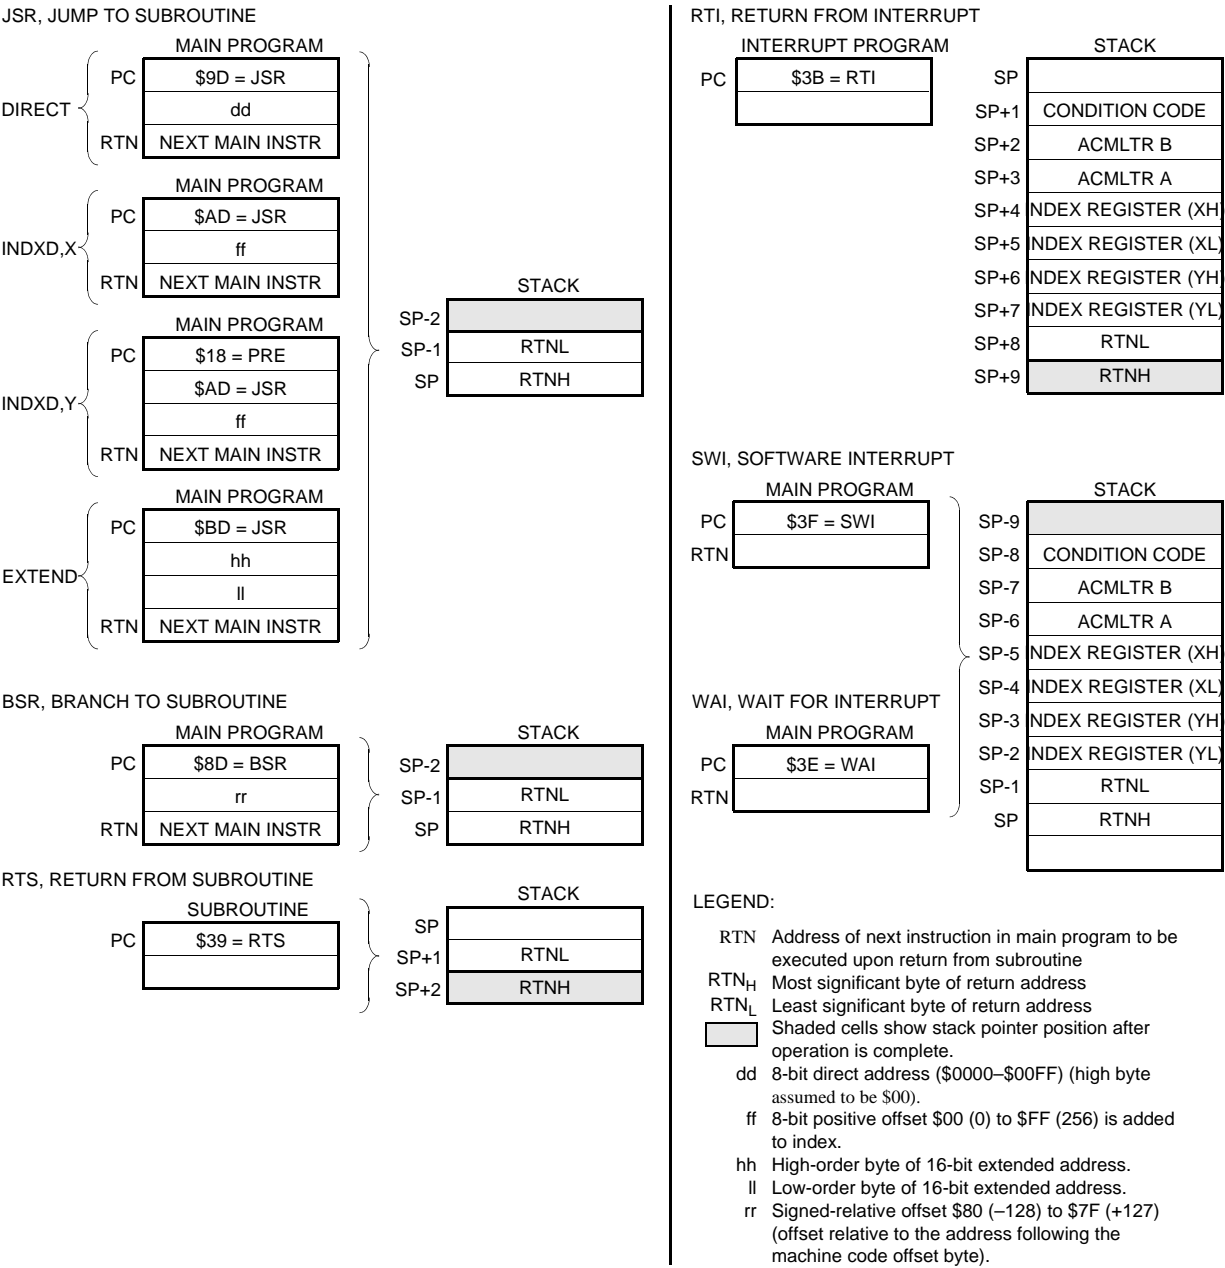 JSR, JUMP TO SUBROUTINE
MAIN PROGRAM
DIRECT
PC $9D = JSR
dd
RTN NEXT MAIN INSTR
MAIN PROGRAM
INDXD,X
PC $AD = JSR
ff
RTN NEXT MAIN INSTR
MAIN PROGRAM
INDXD,Y
PC $18 = PRE
$AD = JSR
ff
RTN NEXT MAIN INSTR
MAIN PROGRAM
EXTEND
PC $BD = JSR
hh
ll
RTN NEXT MAIN INSTR
STACK
SP-2
SP-1 RTNL
SP RTNH
BSR, BRANCH TO SUBROUTINE
MAIN PROGRAM
PC $8D = BSR
rr
RTN NEXT MAIN INSTR
STACK
SP-2
SP-1 RTNL
SP RTNH
RTS, RETURN FROM SUBROUTINE
SUBROUTINE
PC $39 = RTS
STACK
SP
SP+1 RTNL
SP+2 RTNH
RTI, RETURN FROM INTERRUPT
INTERRUPT PROGRAM
PC $3B = RTI
STACK
SP
SP+1 CONDITION CODE
SP+2 ACMLTR B
SP+3 ACMLTR A
SP+4 INDEX REGISTER (XH)
SP+5 INDEX REGISTER (XL)
SP+6 INDEX REGISTER (YH)
SP+7 INDEX REGISTER (YL)
SP+8 RTNL
SP+9 RTNH
SWI, SOFTWARE INTERRUPT
MAIN PROGRAM
PC $3F = SWI
RTN
WAI, WAIT FOR INTERRUPT
MAIN PROGRAM
PC $3E = WAI
RTN
STACK
SP-9
SP-8 CONDITION CODE
SP-7 ACMLTR B
SP-6 ACMLTR A
SP-5 INDEX REGISTER (XH)
SP-4 INDEX REGISTER (XL)
SP-3 INDEX REGISTER (YH)
SP-2 INDEX REGISTER (YL)
SP-1 RTNL
SP RTNH
LEGEND:
RTN Address of next instruction in main program to be
executed upon return from subroutine
RTNH Most significant byte of return address
RTNL Least significant byte of return address
Shaded cells show stack pointer position after
operation is complete.
dd 8-bit direct address ($0000–$00FF) (high byte
assumed to be $00).
ff 8-bit positive offset $00 (0) to $FF (256) is added
to index.
hh High-order byte of 16-bit extended address.
ll Low-order byte of 16-bit extended address.
rr Signed-relative offset $80 (–128) to $7F (+127)
(offset relative to the address following the
machine code offset byte).